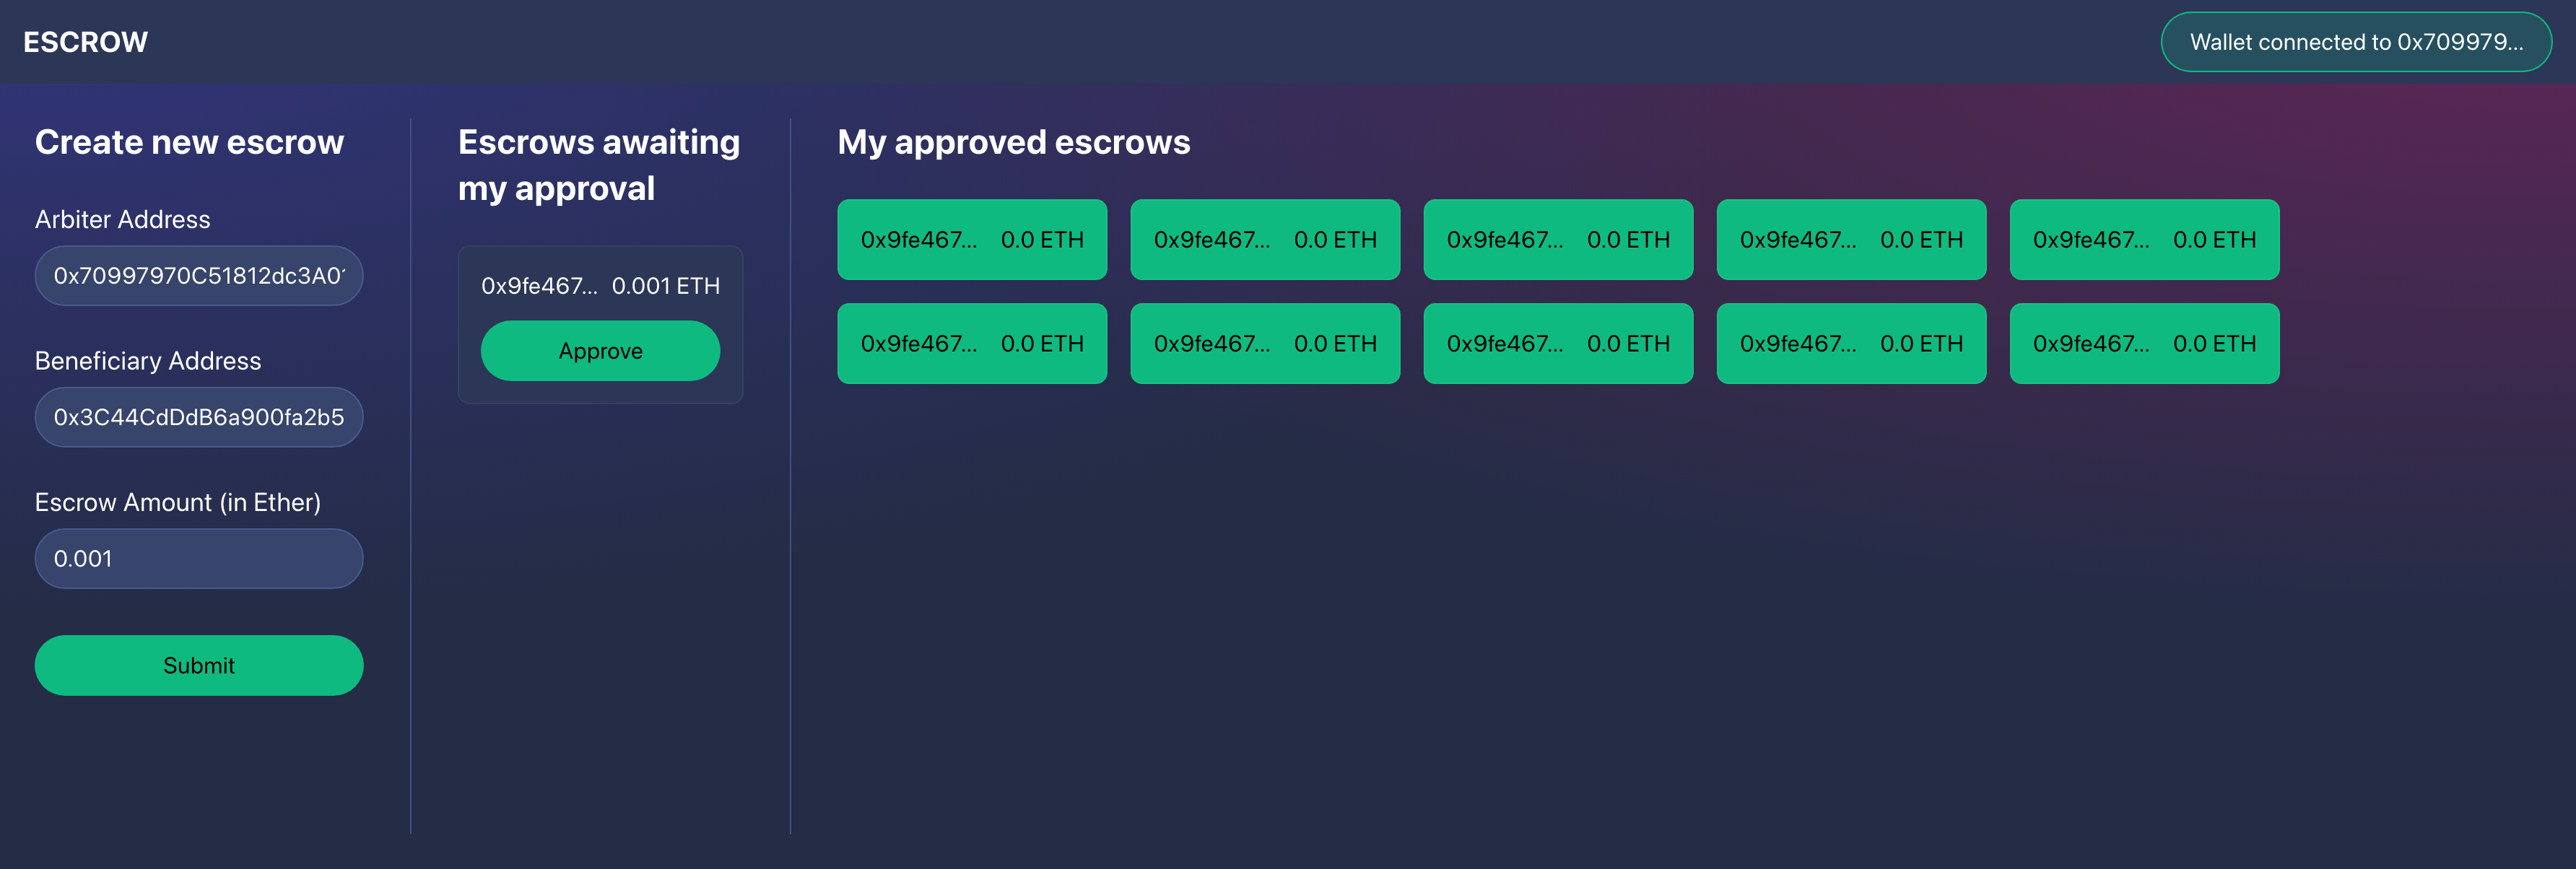 ESCROW
Wallet connected to 0x709979...
Create new escrow
Arbiter Address
0x70997970C51812dc3A0
Beneficiary Address
0x3C44CdDdB6a900fa2b5
Escrow Amount (in Ether)
0.001
Submit
Escrows awaiting
my approval
0x9fe467... 0.001 ETH
Approve
My approved escrows
0x9fe467... 0.0 ETH 0x9fe467... 0.0 ETH 0x9fe467... 0.0 ETH 0x9fe467... 0.0 ETH 0x9fe467... 0.0 ETH
0x9fe467... 0.0 ETH 0x9fe467... 0.0 ETH 0x9fe467... 0.0 ETH 0x9fe467... 0.0 ETH 0x9fe467... 0.0 ETH